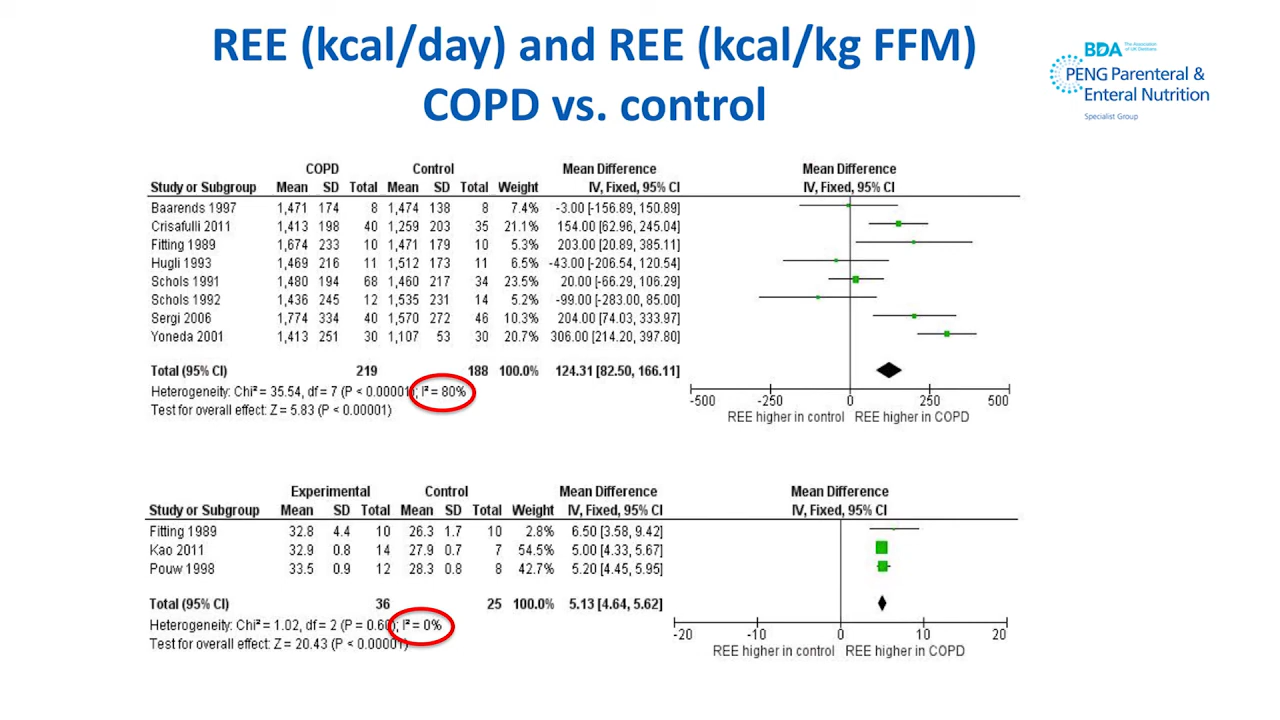 REE (kcal/day) and REE (kcal/kg FFM)
COPD vs. control
BDA The Association of UK Dietitians
PENG Parenteral &
Enteral Nutrition
Specialist Group
COPD Control Mean Difference Mean Difference
Study or Subgroup Mean SD Total Mean SD Total Weight IV, Fixed, 95% CI IV, Fixed, 95% CI
Baarends 1997 1,471 174 8 1,474 138 8 7.4% -3.00 [-156.89, 150.89]
Crisafulli 2011 1,413 198 40 1,259 203 35 21.1% 154.00 [62.96, 245.04]
Fitting 1989 1,674 233 10 1,471 179 10 5.3% 203.00 [20.89, 385.11]
Hugli 1993 1,469 216 11 1,512 173 11 6.5% -43.00 [-206.54, 120.54]
Schols 1991 1,480 194 68 1,460 217 34 23.5% 20.00 [-66.29, 106.29]
Schols 1992 1,436 245 12 1,535 231 14 5.2% -99.00 [-283.00, 85.00]
Sergi 2006 1,774 334 40 1,570 272 46 10.3% 204.00 [74.03, 333.97]
Yoneda 2001 1,413 251 30 1,107 53 30 20.7% 306.00 [214.20, 397.80]
Total (95% CI) 219 188 100.0% 124.31 [82.50, 166.11]
Heterogeneity: Chi² = 35.54, df = 7 (P < 0.00001); I² = 80%
Test for overall effect: Z = 5.83 (P < 0.00001)
-500 -250 0 250 500
REE higher in control REE higher in COPD
Experimental Control Mean Difference Mean Difference
Study or Subgroup Mean SD Total Mean SD Total Weight IV, Fixed, 95% CI IV, Fixed, 95% CI
Fitting 1989 32.8 4.4 10 26.3 1.7 10 2.8% 6.50 [3.58, 9.42]
Kao 2011 32.9 0.8 14 27.9 0.7 7 54.5% 5.00 [4.33, 5.67]
Pouw 1998 33.5 0.9 12 28.3 0.8 8 42.7% 5.20 [4.45, 5.95]
Total (95% CI) 36 25 100.0% 5.13 [4.64, 5.62]
Heterogeneity: Chi² = 1.02, df = 2 (P = 0.60); I² = 0%
Test for overall effect: Z = 20.43 (P < 0.00001)
-20 -10 0 10 20
REE higher in control REE higher in COPD